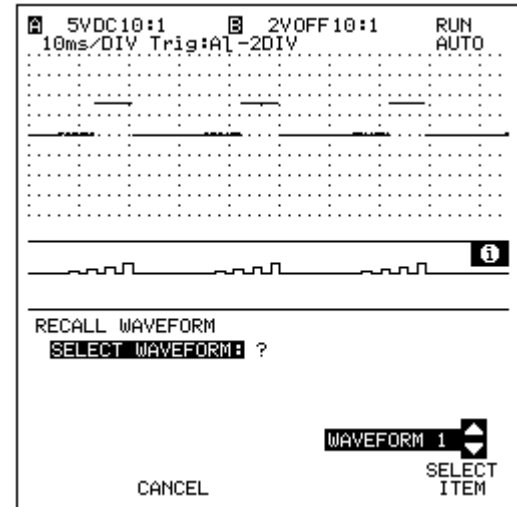 A 5VDC10:1 B 2VOFF10:1 RUN
10ms/DIV Trig:A⎍-2DIV AUTO
i
RECALL WAVEFORM
SELECT WAVEFORM: ?
WAVEFORM 1
SELECT
CANCEL ITEM